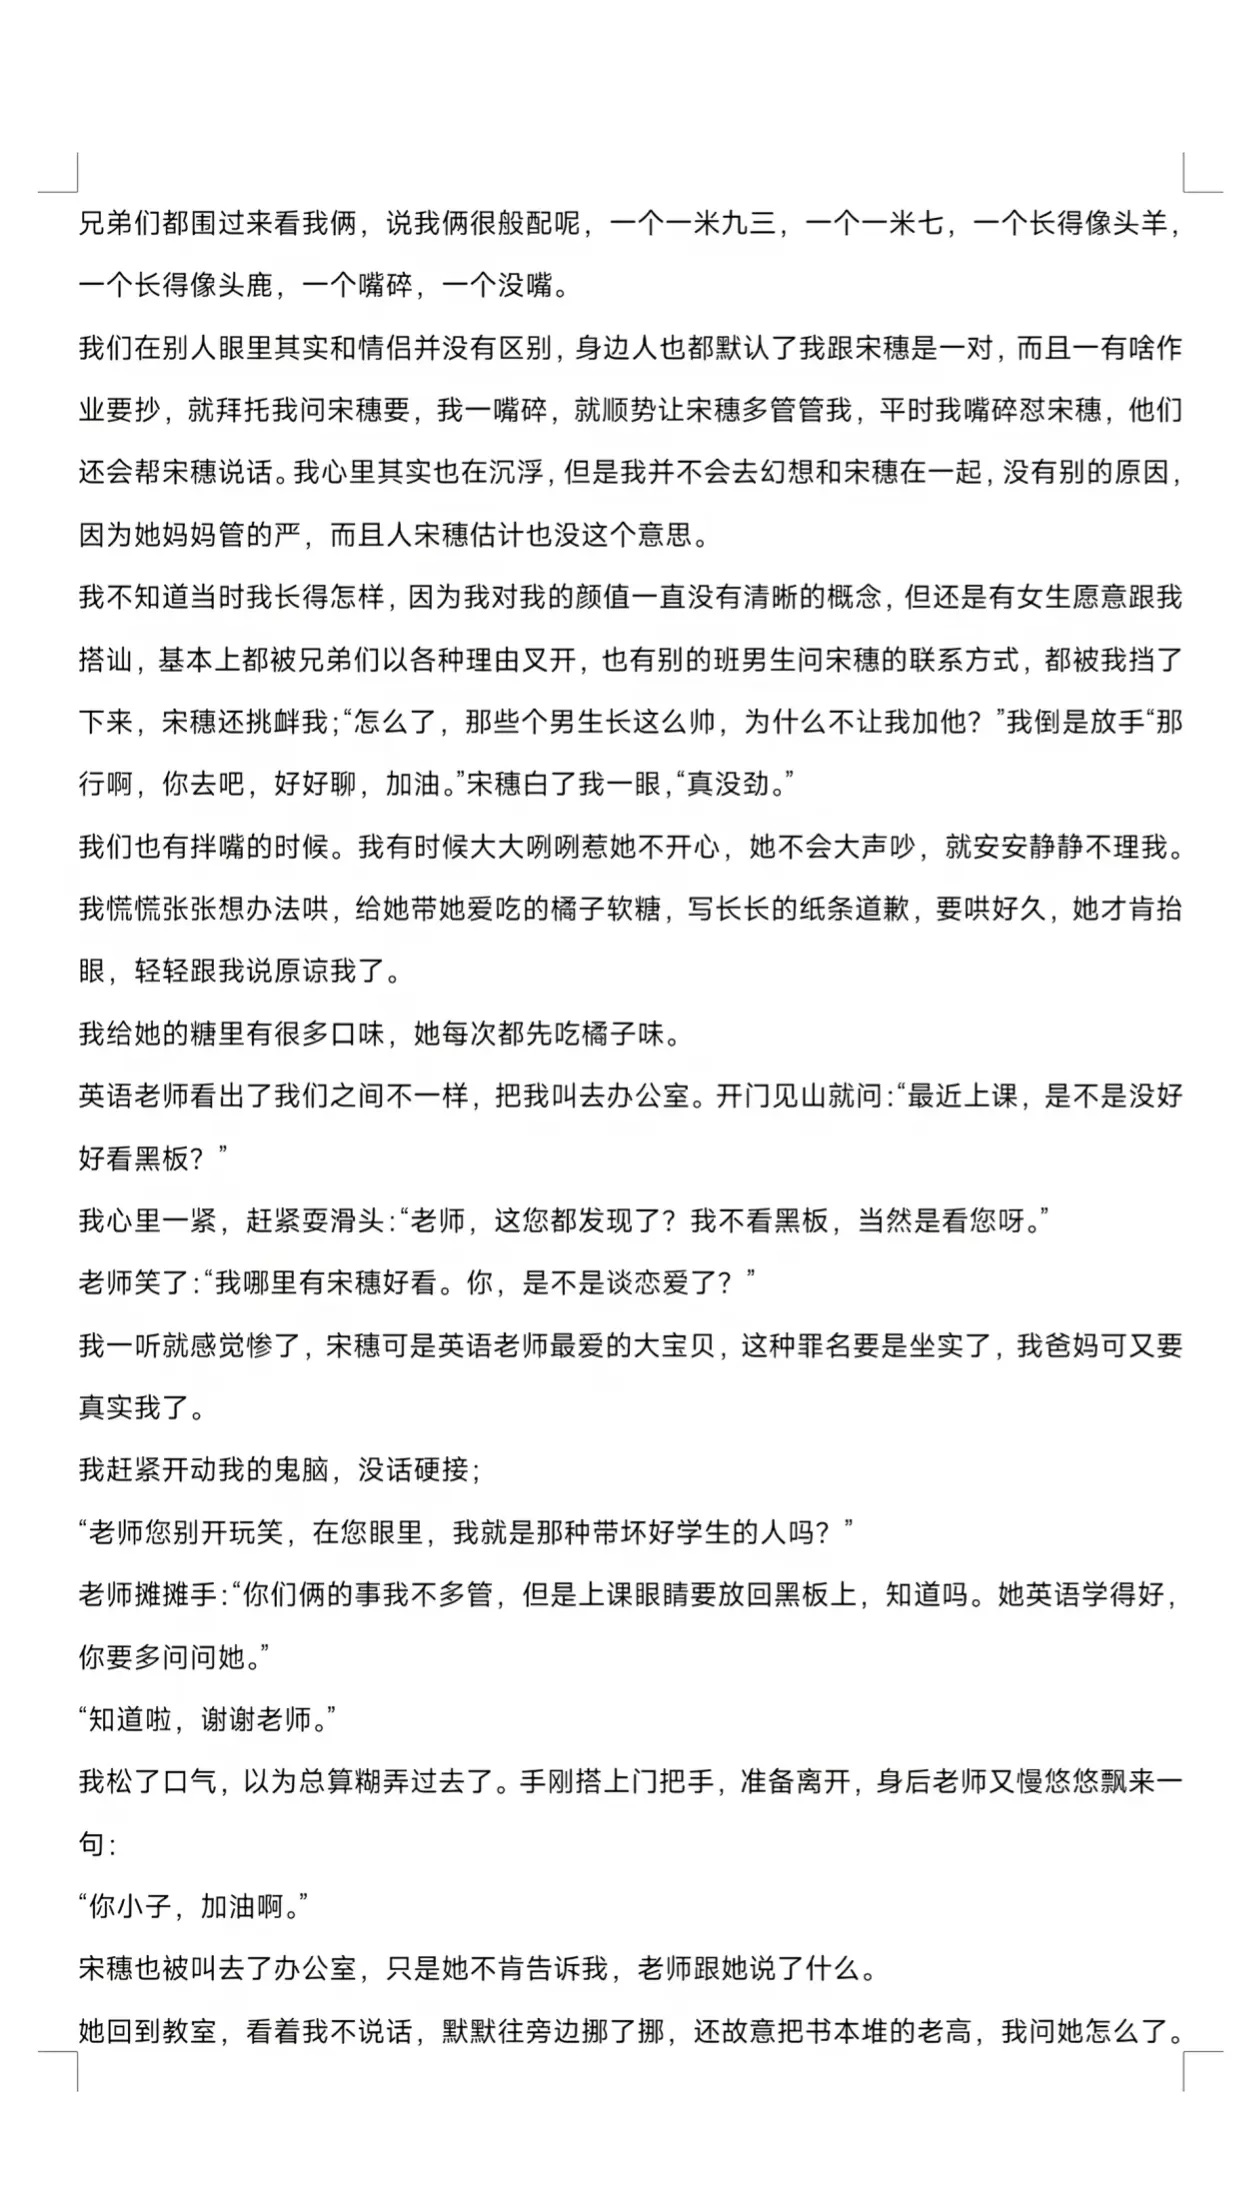 兄弟们都围过来看我俩，说我俩很般配呢，一个一米九三，一个一米七，一个长得像头羊，
一个长得像头鹿，一个嘴碎，一个没嘴。
我们在别人眼里其实和情侣并没有区别，身边人也都默认了我跟宋穗是一对，而且一有啥作
业要抄，就拜托我问宋穗要，我一嘴碎，就顺势让宋穗多管管我，平时我嘴碎怼宋穗，他们
还会帮宋穗说话。我心里其实也在沉浮，但是我并不会去幻想和宋穗在一起，没有别的原因，
因为她妈妈管的严，而且人宋穗估计也没这个意思。
我不知道当时我长得怎样，因为我对我的颜值一直没有清晰的概念，但还是有女生愿意跟我
搭讪，基本上都被兄弟们以各种理由叉开，也有别的班男生问宋穗的联系方式，都被我挡了
下来，宋穗还挑衅我；“怎么了，那些个男生长这么帅，为什么不让我加他？”我倒是放手“那
行啊，你去吧，好好聊，加油。”宋穗白了我一眼，“真没劲。”
我们也有拌嘴的时候。我有时候大大咧咧惹她不开心，她不会大声吵，就安安静静不理我。
我慌慌张张想办法哄，给她带她爱吃的橘子软糖，写长长的纸条道歉，要哄好久，她才肯抬
眼，轻轻跟我说原谅我了。
我给她的糖里有很多口味，她每次都先吃橘子味。
英语老师看出了我们之间不一样，把我叫去办公室。开门见山就问：“最近上课，是不是没好
好看黑板？”
我心里一紧，赶紧耍滑头：“老师，这您都发现了？我不看黑板，当然是看您呀。”
老师笑了：“我哪里有宋穗好看。你，是不是谈恋爱了？”
我一听就感觉惨了，宋穗可是英语老师最爱的大宝贝，这种罪名要是坐实了，我爸妈可又要
真实我了。
我赶紧开动我的鬼脑，没话硬接；
“老师您别开玩笑，在您眼里，我就是那种带坏好学生的人吗？”
老师摊摊手：“你们俩的事我不多管，但是上课眼睛要放回黑板上，知道吗。她英语学得好，
你要多问问她。”
“知道啦，谢谢老师。”
我松了口气，以为总算糊弄过去了。手刚搭上门把手，准备离开，身后老师又慢悠悠飘来一
句：
“你小子，加油啊。”
宋穗也被叫去了办公室，只是她不肯告诉我，老师跟她说了什么。
她回到教室，看着我不说话，默默往旁边挪了挪，还故意把书本堆的老高，我问她怎么了。